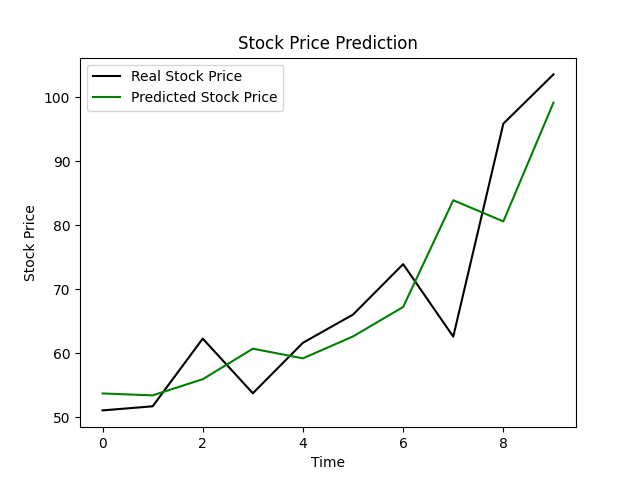 Stock Price Prediction
Real Stock Price
Predicted Stock Price
100
90
80
70
60
50
Stock Price
0 2 4 6 8
Time